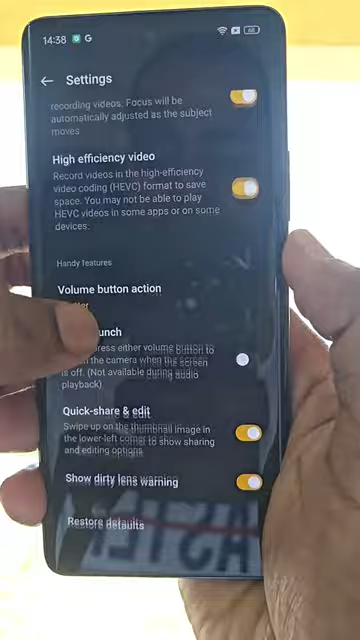 14:38 G 68
Settings
recording videos. Focus will be
automatically adjusted as the subject
moves
High efficiency video
Record videos in the high-efficiency
video coding (HEVC) format to save
space. You may not be able to play
HEVC videos in some apps or on some
devices.
Handy features
Volume button action
press either volume button to
the camera when the screen
is off. (Not available during audio
playback)
Quick-share & edit
Swipe up on the thumbnail image in
the lower-left corner to show sharing
and editing options
Show dirty lens warning
Restore defaults